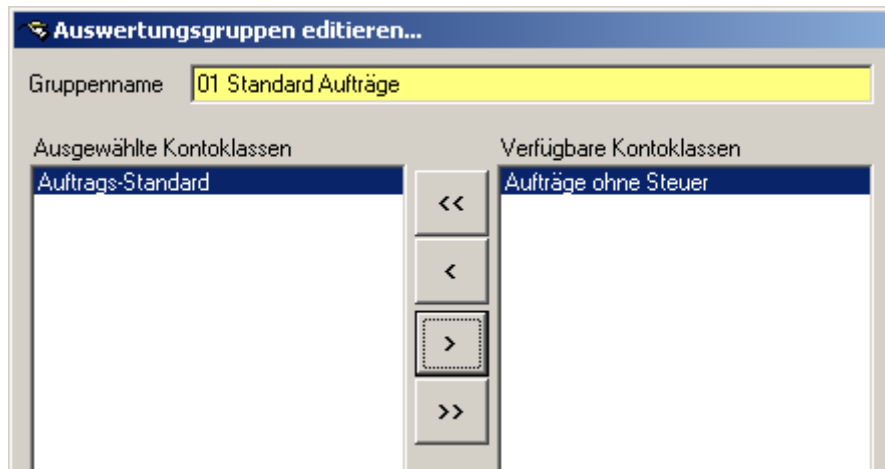 Auswertungsgruppen editieren...
Gruppenname 01 Standard Aufträge
Ausgewählte Kontoklassen
Auftrags-Standard
<<
<
>
>>
Verfügbare Kontoklassen
Aufträge ohne Steuer